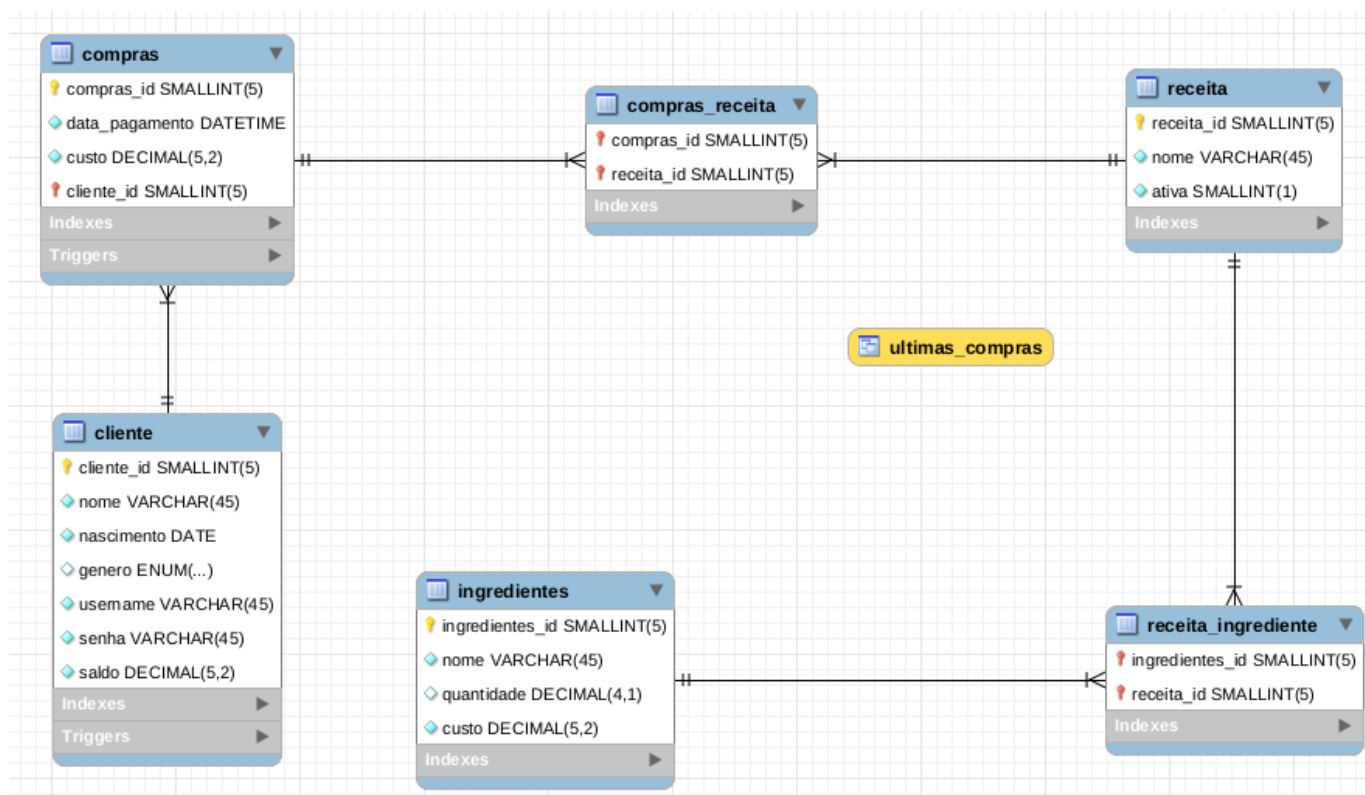 compras
compras_id SMALLINT(5)
data_pagamento DATETIME
custo DECIMAL(5,2)
cliente_id SMALLINT(5)
Indexes
Triggers
compras_receita
compras_id SMALLINT(5)
receita_id SMALLINT(5)
Indexes
receita
receita_id SMALLINT(5)
nome VARCHAR(45)
ativa SMALLINT(1)
Indexes
ultimas_compras
cliente
cliente_id SMALLINT(5)
nome VARCHAR(45)
nascimento DATE
genero ENUM(...)
username VARCHAR(45)
senha VARCHAR(45)
saldo DECIMAL(5,2)
Indexes
Triggers
ingredientes
ingredientes_id SMALLINT(5)
nome VARCHAR(45)
quantidade DECIMAL(4,1)
custo DECIMAL(5,2)
Indexes
receita_ingrediente
ingredientes_id SMALLINT(5)
receita_id SMALLINT(5)
Indexes